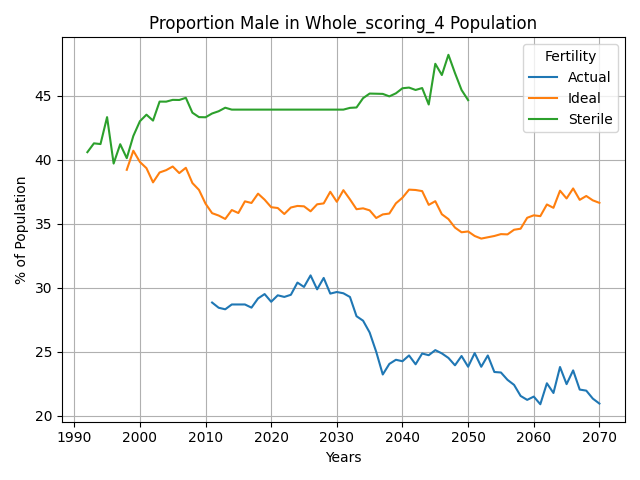 Proportion Male in Whole_scoring_4 Population
Fertility
Actual
Ideal
Sterile
% of Population
45
40
35
30
25
20
1990 2000 2010 2020 2030 2040 2050 2060 2070
Years